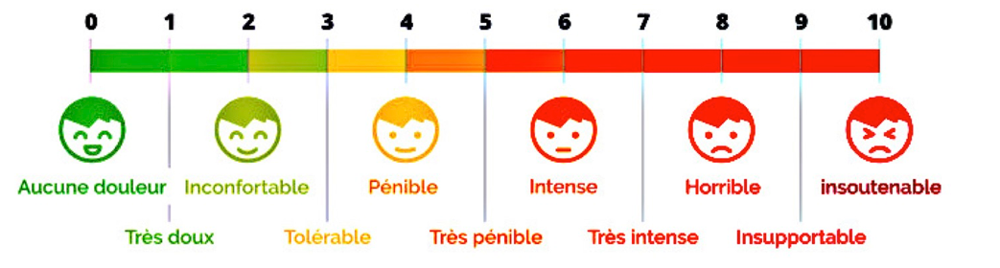 0 1 2 3 4 5 6 7 8 9 10
Aucune douleur Inconfortable Pénible Intense Horrible insoutenable
Très doux Tolérable Très pénible Très intense Insupportable